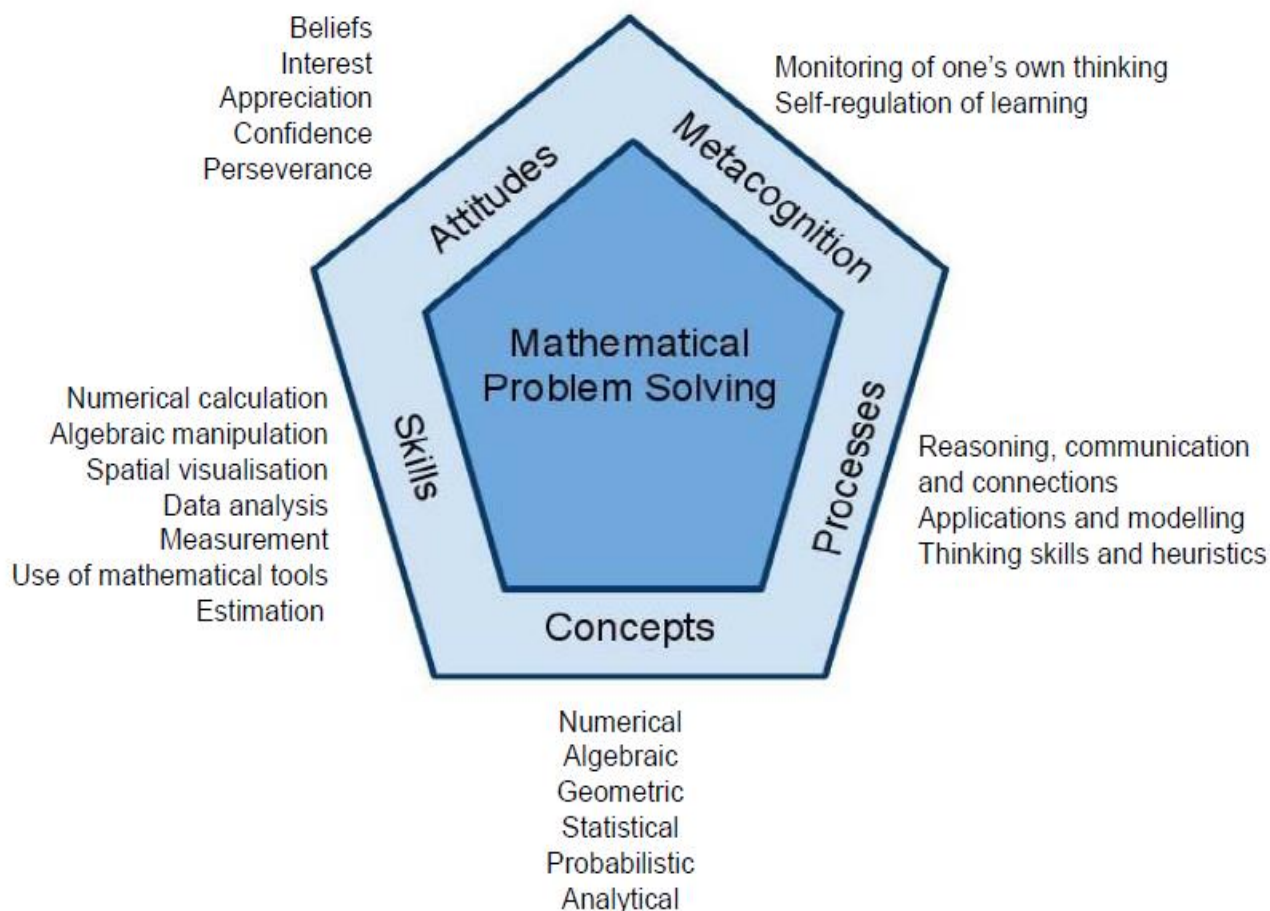 Beliefs
Interest
Appreciation
Confidence
Perseverance
Monitoring of one's own thinking
Self-regulation of learning
Attitudes
Metacognition
Mathematical
Problem Solving
Numerical calculation
Algebraic manipulation
Spatial visualisation
Data analysis
Measurement
Use of mathematical tools
Estimation
Skills
Processes
Reasoning, communication
and connections
Applications and modelling
Thinking skills and heuristics
Concepts
Numerical
Algebraic
Geometric
Statistical
Probabilistic
Analytical